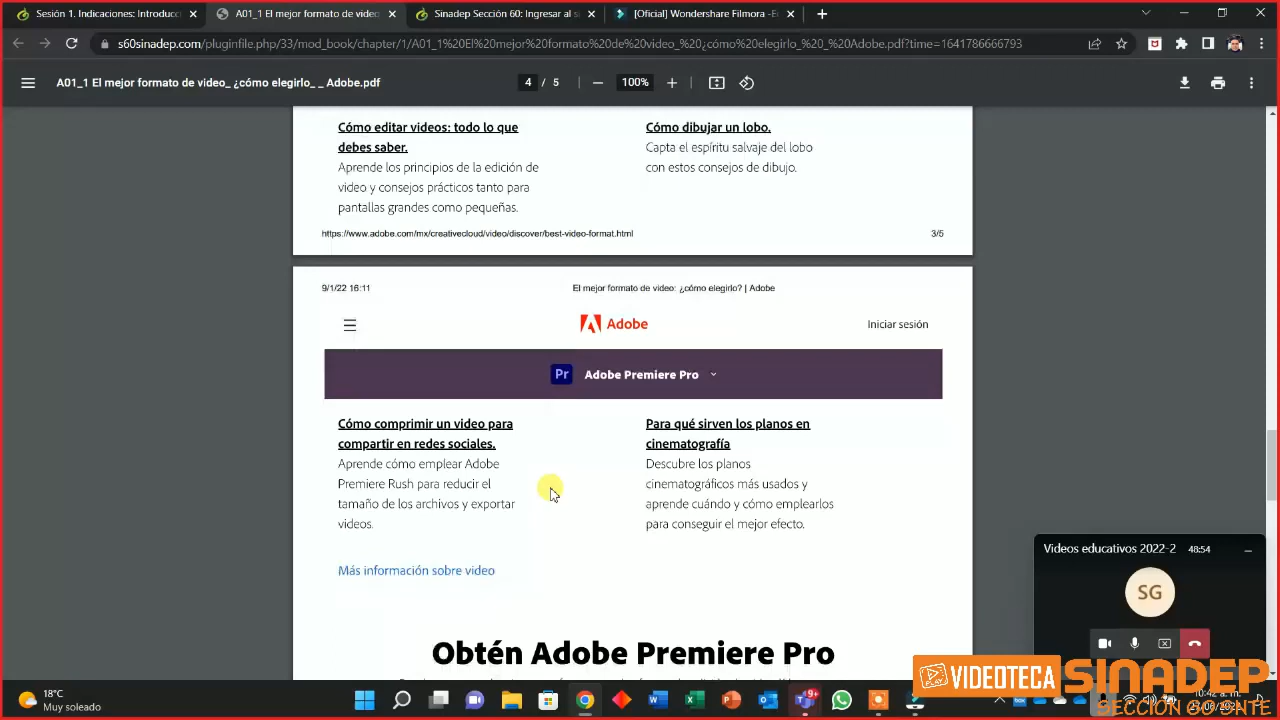 Sesión 1. Indicaciones: Introducci
A01_1 El mejor formato de video
Sinadep Sección 60: Ingresar al s
[Oficial] Wondershare Filmora -E
s60sinadep.com/pluginfile.php/33/mod_book/chapter/1/A01_1%20El%20mejor%20formato%20de%20video_%20¿cómo%20elegirlo_%20_%20Adobe.pdf?time=1641786666793
A01_1 El mejor formato de video_ ¿cómo elegirlo_ _ Adobe.pdf
4 / 5
100%
Cómo editar videos: todo lo que
debes saber.
Aprende los principios de la edición de
video y consejos prácticos tanto para
pantallas grandes como pequeñas.
Cómo dibujar un lobo.
Capta el espíritu salvaje del lobo
con estos consejos de dibujo.
https://www.adobe.com/mx/creativecloud/video/discover/best-video-format.html
3/5
9/1/22 16:11
El mejor formato de video: ¿cómo elegirlo? | Adobe
Adobe
Iniciar sesión
Pr Adobe Premiere Pro
Cómo comprimir un video para
compartir en redes sociales.
Aprende cómo emplear Adobe
Premiere Rush para reducir el
tamaño de los archivos y exportar
videos.
Para qué sirven los planos en
cinematografía
Descubre los planos
cinematográficos más usados y
aprende cuándo y cómo emplearlos
para conseguir el mejor efecto.
Más información sobre video
Obtén Adobe Premiere Pro
Videos educativos 2022-2 48:54
SG
VIDEOTECA
PLAY
SINADEP
18°C
Muy soleado
9+
10:42 a. m.